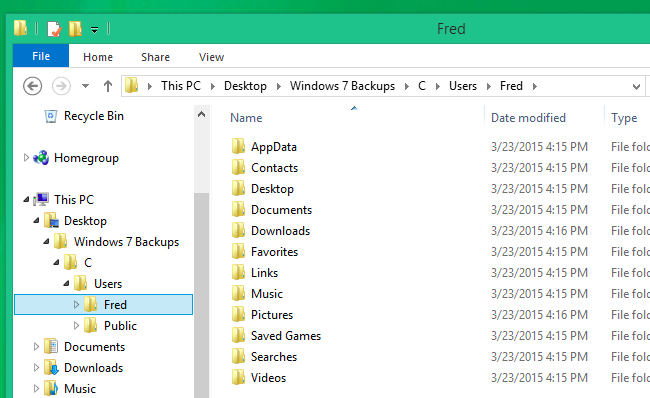 Fred
File Home Share View
This PC Desktop Windows 7 Backups C Users Fred
Recycle Bin
Homegroup
This PC
Desktop
Windows 7 Backups
C
Users
Fred
Public
Documents
Downloads
Music
Name Date modified Type
AppData 3/23/2015 4:15 PM File fold
Contacts 3/23/2015 4:15 PM File fold
Desktop 3/23/2015 4:15 PM File fold
Documents 3/23/2015 4:15 PM File fold
Downloads 3/23/2015 4:16 PM File fold
Favorites 3/23/2015 4:15 PM File fold
Links 3/23/2015 4:15 PM File fold
Music 3/23/2015 4:15 PM File fold
Pictures 3/23/2015 4:16 PM File fold
Saved Games 3/23/2015 4:15 PM File fold
Searches 3/23/2015 4:15 PM File fold
Videos 3/23/2015 4:15 PM File fold